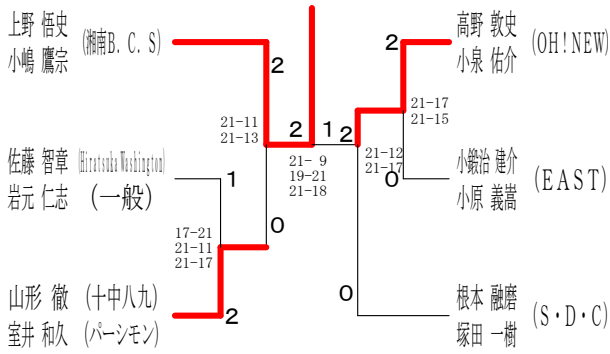 上野 悟史
小嶋 鷹宗
(湘南B.C.S)
2
21-11
21-13
佐藤 智章 (Hiratsuka Washington)
岩元 仁志 (一般)
1
17-21
21-11
21-17
0
山形 徹 (十中八九)
室井 和久 (パーシモン)
2
2
1
21- 9
19-21
21-18
高野 敦史
小泉 佑介
(OH!NEW)
2
21-17
21-15
小鍛治 建介
小原 義嵩
(EAST)
0
2
21-12
21-17
根本 融磨
塚田 一樹
(S・D・C)
0